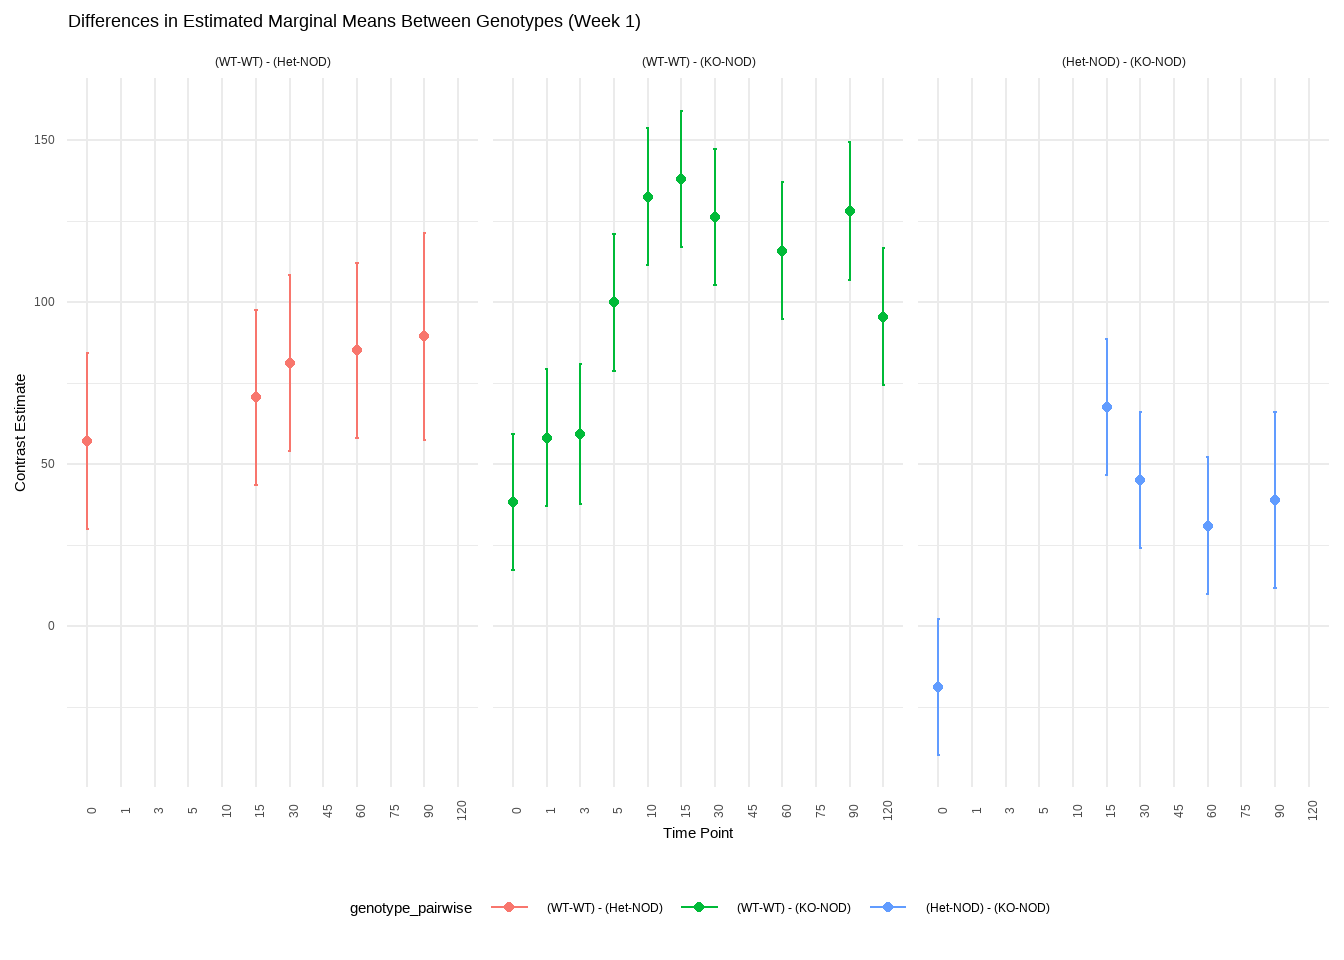 Differences in Estimated Marginal Means Between Genotypes (Week 1)
(WT-WT) - (Het-NOD) (WT-WT) - (KO-NOD) (Het-NOD) - (KO-NOD)
150
100
50
0
Contrast Estimate
0 1 3 5 10 15 30 45 60 75 90 120 0 1 3 5 10 15 30 45 60 75 90 120 0 1 3 5 10 15 30 45 60 75 90 120
Time Point
genotype_pairwise (WT-WT) - (Het-NOD) (WT-WT) - (KO-NOD) (Het-NOD) - (KO-NOD)